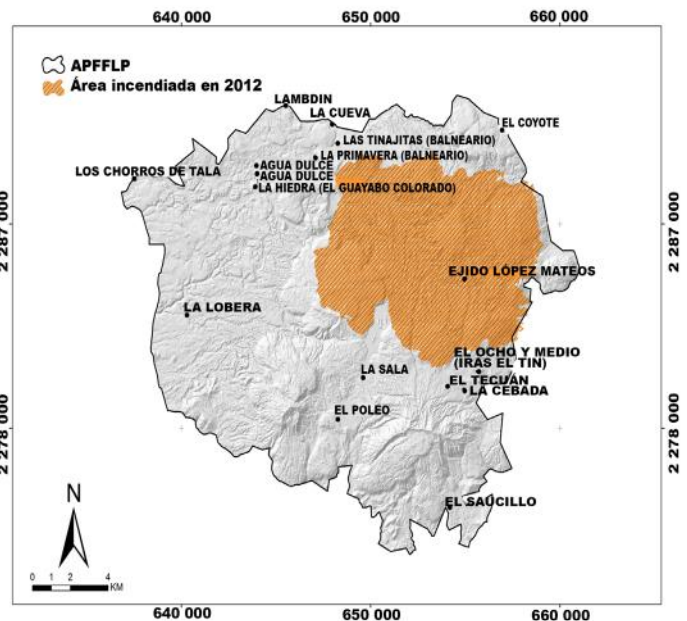 640 000 650 000 660 000
APFFLP
Área incendiada en 2012
LAMBDIN
LA CUEVA
EL COYOTE
LAS TINAJITAS (BALNEARIO)
LA PRIMAVERA (BALNEARIO)
AGUA DULCE
LOS CHORROS DE TALA
AGUA DULCE
LA HIEDRA (EL GUAYABO COLORADO)
2 287 000
2 287 000
EJIDO LÓPEZ MATEOS
LA LOBERA
EL OCHO Y MEDIO
(IRAS EL TIN)
LA SALA
EL TECUÁN
LA CEBADA
EL POLEO
2 278 000
2 278 000
EL SAUCILLO
N
0 1 2 4
KM
640 000 650 000 660 000